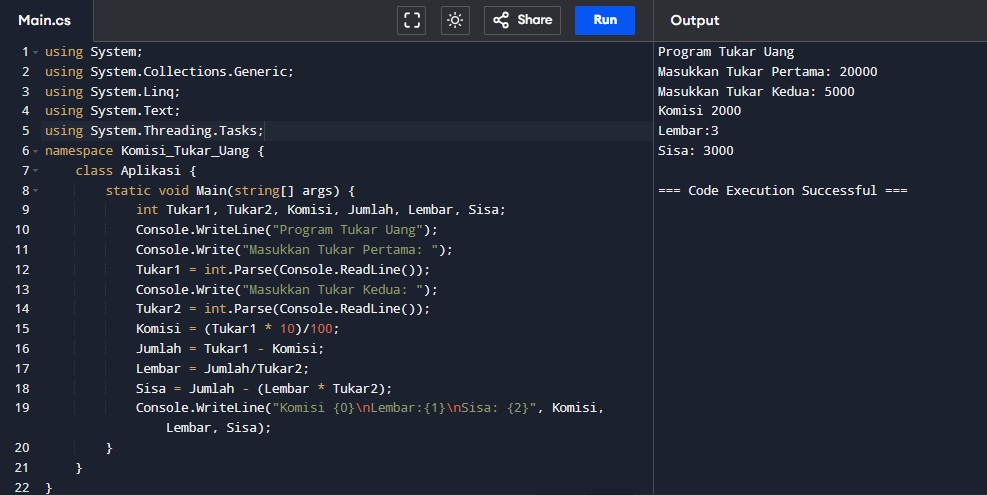 Main.cs
Share
Run
Output
1 using System;
2 using System.Collections.Generic;
3 using System.Linq;
4 using System.Text;
5 using System.Threading.Tasks;
6 namespace Komisi_Tukar_Uang {
7 class Aplikasi {
8 static void Main(string[] args) {
9 int Tukar1, Tukar2, Komisi, Jumlah, Lembar, Sisa;
10 Console.WriteLine("Program Tukar Uang");
11 Console.Write("Masukkan Tukar Pertama: ");
12 Tukar1 = int.Parse(Console.ReadLine());
13 Console.Write("Masukkan Tukar Kedua: ");
14 Tukar2 = int.Parse(Console.ReadLine());
15 Komisi = (Tukar1 * 10)/100;
16 Jumlah = Tukar1 - Komisi;
17 Lembar = Jumlah/Tukar2;
18 Sisa = Jumlah - (Lembar * Tukar2);
19 Console.WriteLine("Komisi {0}\nLembar:{1}\nSisa: {2}", Komisi,
Lembar, Sisa);
20 }
21 }
22 }
Program Tukar Uang
Masukkan Tukar Pertama: 20000
Masukkan Tukar Kedua: 5000
Komisi 2000
Lembar:3
Sisa: 3000
=== Code Execution Successful ===